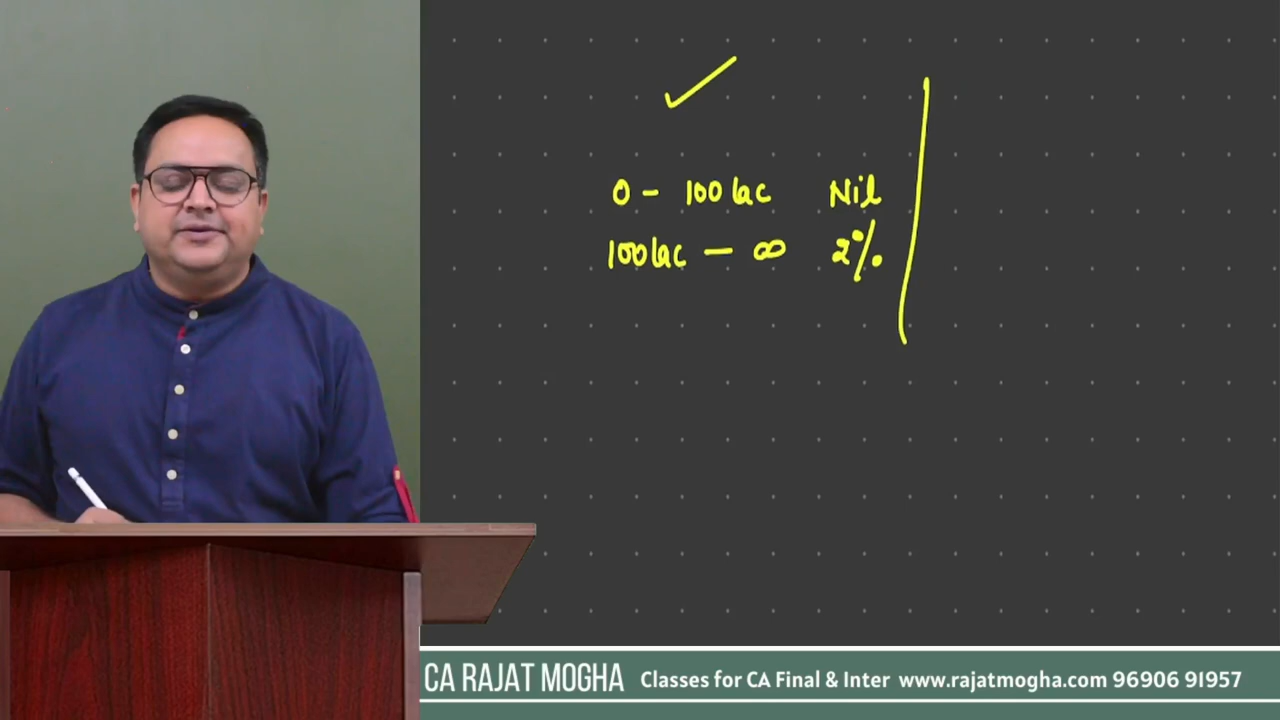 0 - 100 lac Nil
100 lac - ∞ 2%
CA RAJAT MOGHA Classes for CA Final & Inter www.rajatmogha.com 96906 91957